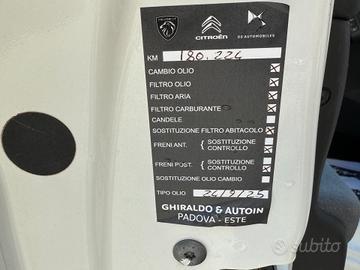 PEUGEOT CITROËN DS AUTOMOBILES
KM 180.224
CAMBIO OLIO
FILTRO OLIO
FILTRO ARIA
FILTRO CARBURANTE
CANDELE
SOSTITUZIONE FILTRO ABITACOLO
FRENI ANT. { SOSTITUZIONE
CONTROLLO
FRENI POST. { SOSTITUZIONE
CONTROLLO
SOSTITUZIONE OLIO CAMBIO
TIPO OLIO 24/9/25
GHIRALDO & AUTOIN
PADOVA - ESTE
subito